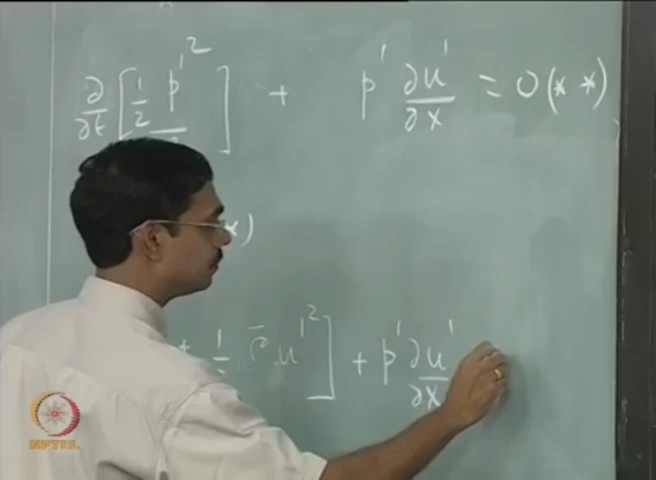 ∂/∂t [ 1/2 p'^2 ] + p' ∂u'/∂x = 0 (* *)
*)
+ 1/2 ρ̄ u'^2 ] + p' ∂u'/∂x
NPTEL